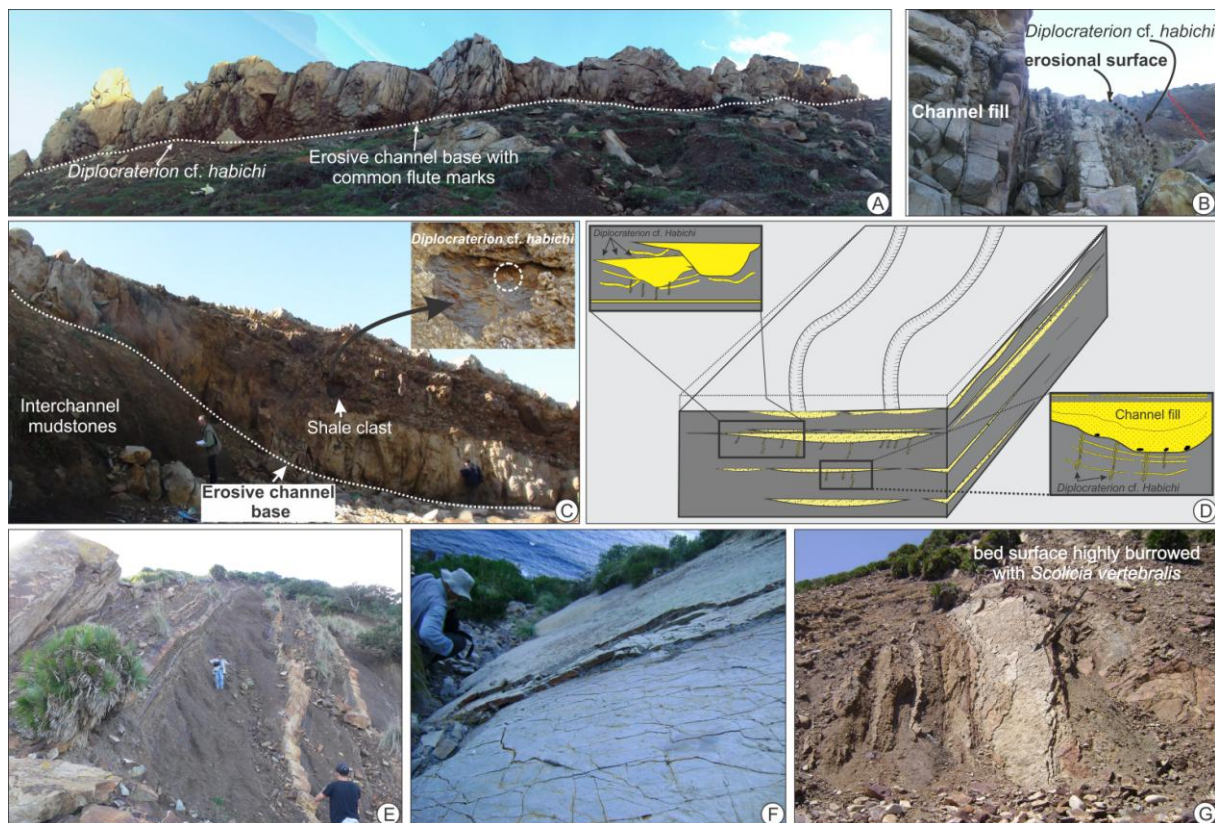 Diplocraterion cf. habichi
Erosive channel base with
common flute marks
A
Diplocraterion cf. habichi
erosional surface
Channel fill
B
Diplocraterion cf. habichi
Interchannel
mudstones
Shale clast
Erosive channel
base
C
Diplocraterion cf. Habichi
Channel fill
Diplocraterion cf. Habichi
D
E
F
bed surface highly burrowed
with Scolicia vertebralis
G